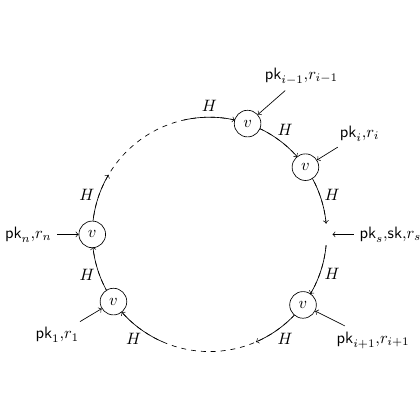 pk_{i−1},r_{i−1}
H
v
H
pk_i,r_i
v
H
H
v
pk_n,r_n
pk_s,sk,r_s
H
H
v
v
pk_1,r_1
H
H
pk_{i+1},r_{i+1}